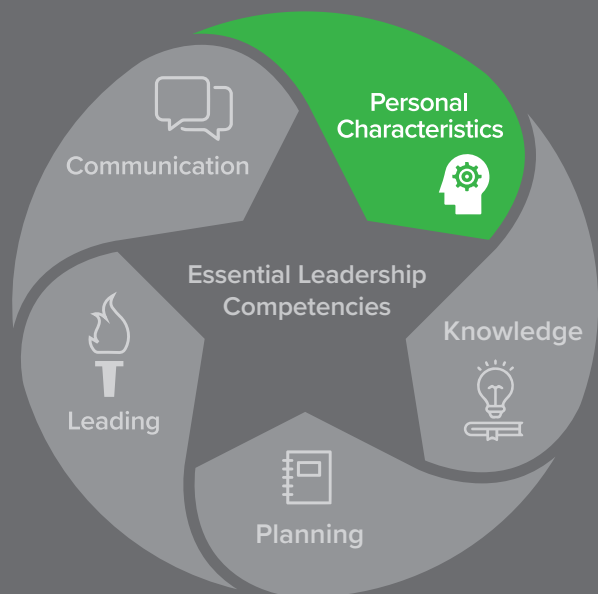 Personal
Characteristics
Communication
Essential Leadership
Competencies
Knowledge
Leading
Planning